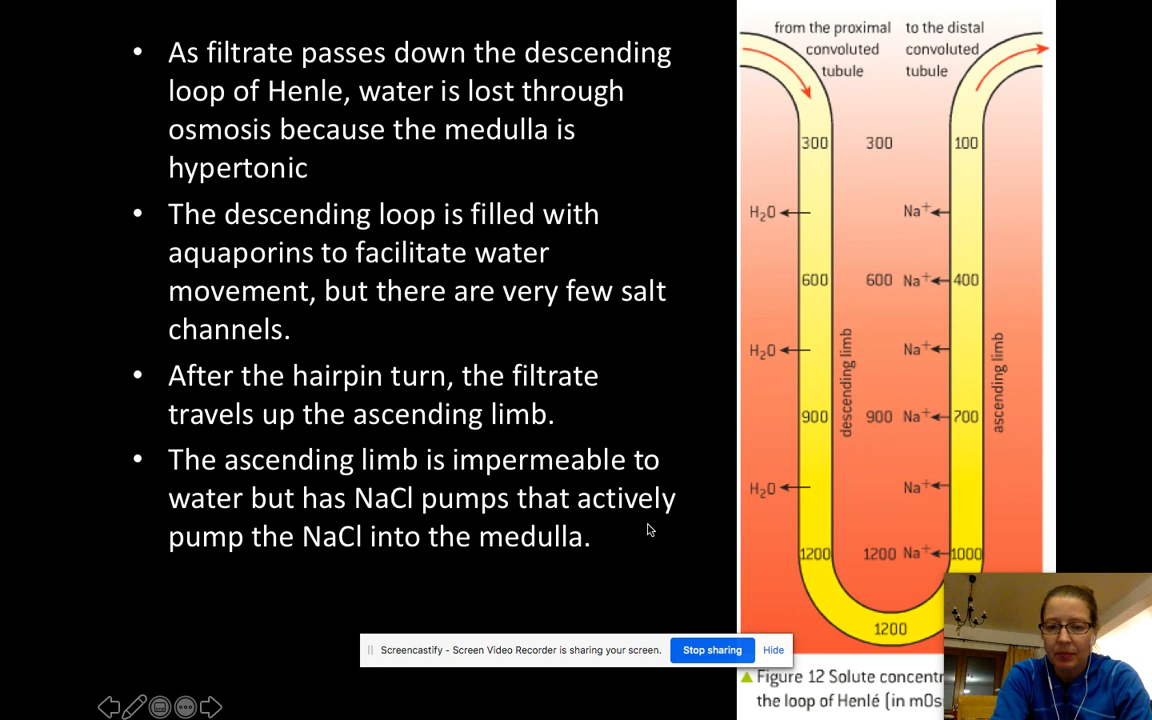 • As filtrate passes down the descending
loop of Henle, water is lost through
osmosis because the medulla is
hypertonic
• The descending loop is filled with
aquaporins to facilitate water
movement, but there are very few salt
channels.
• After the hairpin turn, the filtrate
travels up the ascending limb.
• The ascending limb is impermeable to
water but has NaCl pumps that actively
pump the NaCl into the medulla.
from the proximal
convoluted
tubule
to the distal
convoluted
tubule
300 300 100
H₂O Na⁺
600 600 Na⁺ 400
H₂O Na⁺
descending limb
ascending limb
900 900 Na⁺ 700
H₂O Na⁺
1200 1200 Na⁺ 1000
1200
Screencastify - Screen Video Recorder is sharing your screen. Stop sharing Hide
Figure 12 Solute concentr
the loop of Henlé (in mOs